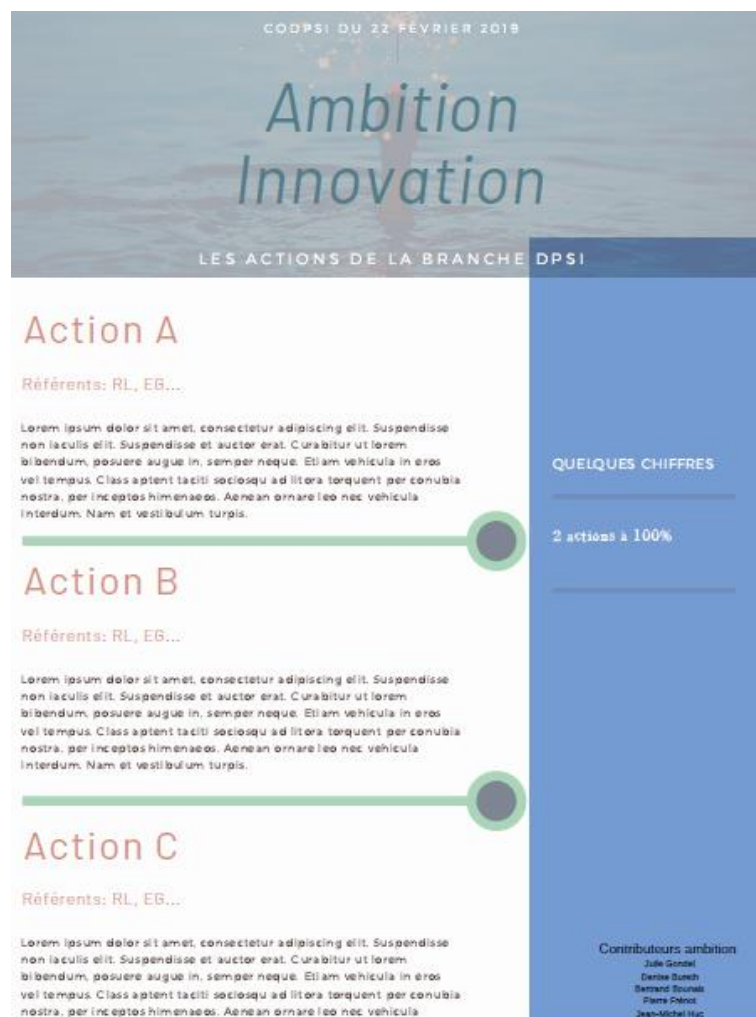 CODPSI DU 22 FÉVRIER 2019
Ambition
Innovation
LES ACTIONS DE LA BRANCHE DPSI
Action A
Référents: RL, EG...
Lorem ipsum dolor sit amet, consectetur adipiscing elit. Suspendisse
non iaculis elit. Suspendisse et auctor erat. Curabitur ut lorem
bibendum, posuere augue in, semper neque. Etiam vehicula in eros
vel tempus. Class aptent taciti sociosqu ad litora torquent per conubia
nostra, per inceptos himenaeos. Aenean ornare leo nec vehicula
interdum. Nam et vestibulum turpis.
Action B
Référents: RL, EG...
Lorem ipsum dolor sit amet, consectetur adipiscing elit. Suspendisse
non iaculis elit. Suspendisse et auctor erat. Curabitur ut lorem
bibendum, posuere augue in, semper neque. Etiam vehicula in eros
vel tempus. Class aptent taciti sociosqu ad litora torquent per conubia
nostra, per inceptos himenaeos. Aenean ornare leo nec vehicula
interdum. Nam et vestibulum turpis.
Action C
Référents: RL, EG...
Lorem ipsum dolor sit amet, consectetur adipiscing elit. Suspendisse
non iaculis elit. Suspendisse et auctor erat. Curabitur ut lorem
bibendum, posuere augue in, semper neque. Etiam vehicula in eros
vel tempus. Class aptent taciti sociosqu ad litora torquent per conubia
nostra, per inceptos himenaeos. Aenean ornare leo nec vehicula
QUELQUES CHIFFRES
2 actions à 100%
Contributeurs ambition
Julie Gondel
Denise
Bertrand
Pierre
Jean-Michel Huc